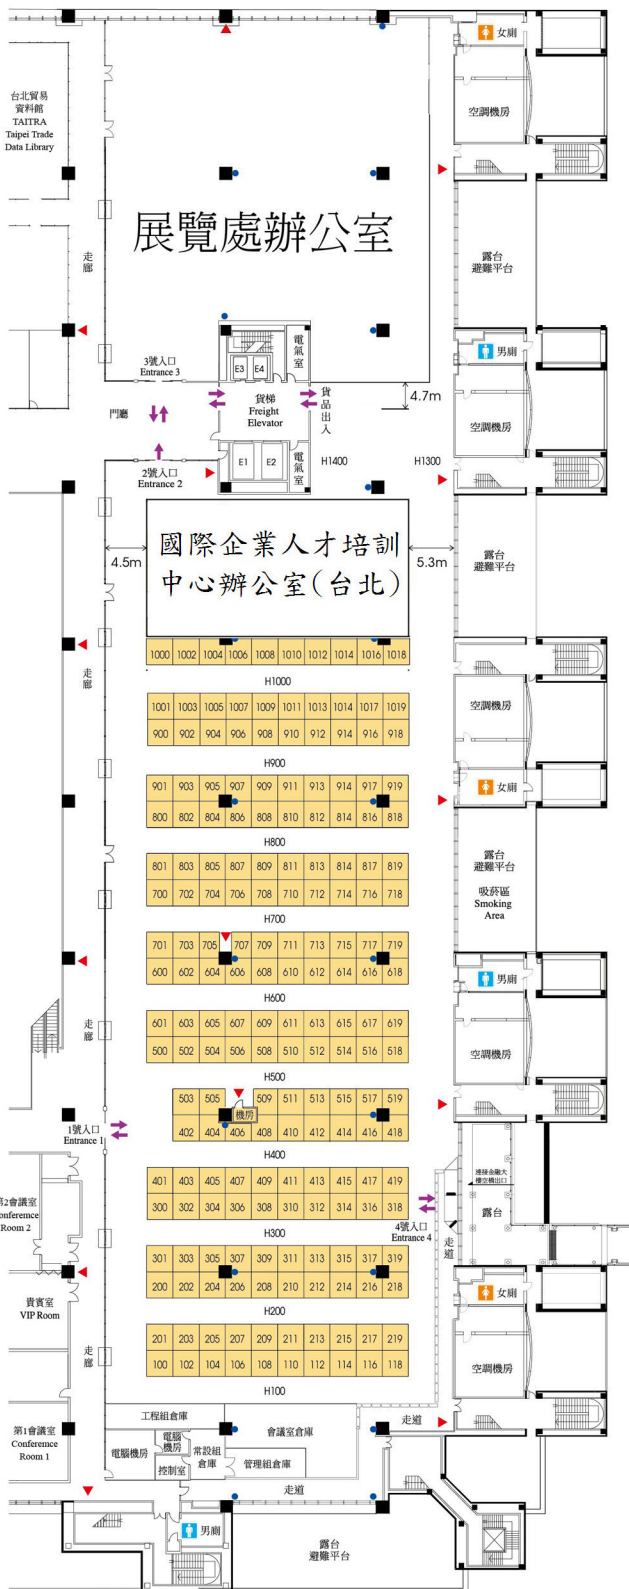 女廁
空調機房
台北貿易
資料館
TAITRA
Taipei Trade
Data Library
走廊
展覽處辦公室
露台
避難平台
3號入口
Entrance 3
E3 E4
電氣室
男廁
貨梯
Freight
Elevator
貨品出入
4.7m
門廳
空調機房
2號入口
Entrance 2
E1 E2
電氣室
H1400
H1300
4.5m
國際企業人才培訓
中心辦公室(台北)
5.3m
露台
避難平台
走廊
1000 1002 1004 1006 1008 1010 1012 1014 1016 1018
H1000
1001 1003 1005 1007 1009 1011 1013 1014 1017 1019
900 902 904 906 908 910 912 914 916 918
空調機房
H900
901 903 905 907 909 911 913 914 917 919
800 802 804 806 808 810 812 814 816 818
女廁
H800
801 803 805 807 809 811 813 814 817 819
700 702 704 706 708 710 712 714 716 718
露台
避難平台
吸菸區
Smoking
Area
H700
701 703 705 707 709 711 713 715 717 719
600 602 604 606 608 610 612 614 616 618
男廁
H600
走廊
601 603 605 607 609 611 613 615 617 619
500 502 504 506 508 510 512 514 516 518
空調機房
H500
503 505 509 511 513 515 517 519
機房
402 404 406 408 410 412 414 416 418
1號入口
Entrance 1
H400
401 403 405 407 409 411 413 415 417 419
300 302 304 306 308 310 312 314 316 318
連接金融大
樓空橋出口
露台
4號入口
Entrance 4
走道
第2會議室
Conferemce
Room 2
H300
301 303 305 307 309 311 313 315 317 319
200 202 204 206 208 210 212 214 216 218
女廁
貴賓室
VIP Room
H200
走廊
201 203 205 207 209 211 213 215 217 219
100 102 104 106 108 110 112 114 116 118
空調機房
H100
工程組倉庫
走道
第1會議室
Conferemce
Room 1
電腦機房
電腦
機房
常設組
倉庫
會議室倉庫
控制室
管理組倉庫
走道
男廁
露台
避難平台